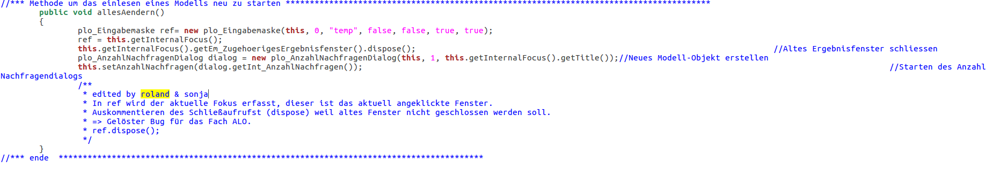 //*** Methode um das einlesen eines Modells neu zu starten ****************************************************************************************
public void allesAendern()
{
plo_Eingabemaske ref= new plo_Eingabemaske(this, 0, "temp", false, false, true, true);
ref = this.getInternalFocus();
this.getInternalFocus().getEm_ZugehoerigesErgebnisfenster().dispose(); //Altes Ergebnisfenster schliessen
plo_AnzahlNachfragenDialog dialog = new plo_AnzahlNachfragenDialog(this, 1, this.getInternalFocus().getTitle());//Neues Modell-Objekt erstellen
this.setAnzahlNachfragen(dialog.getInt_AnzahlNachfragen()); //Starten des Anzahl
Nachfragendialogs
/**
* edited by roland & sonja
* In ref wird der aktuelle Fokus erfasst, dieser ist das aktuell angeklickte Fenster.
* Auskommentieren des Schließaufrufst (dispose) weil altes Fenster nicht geschlossen werden soll.
* => Gelöster Bug für das Fach ALO.
* ref.dispose();
*/
}
//*** ende ****************************************************************************************